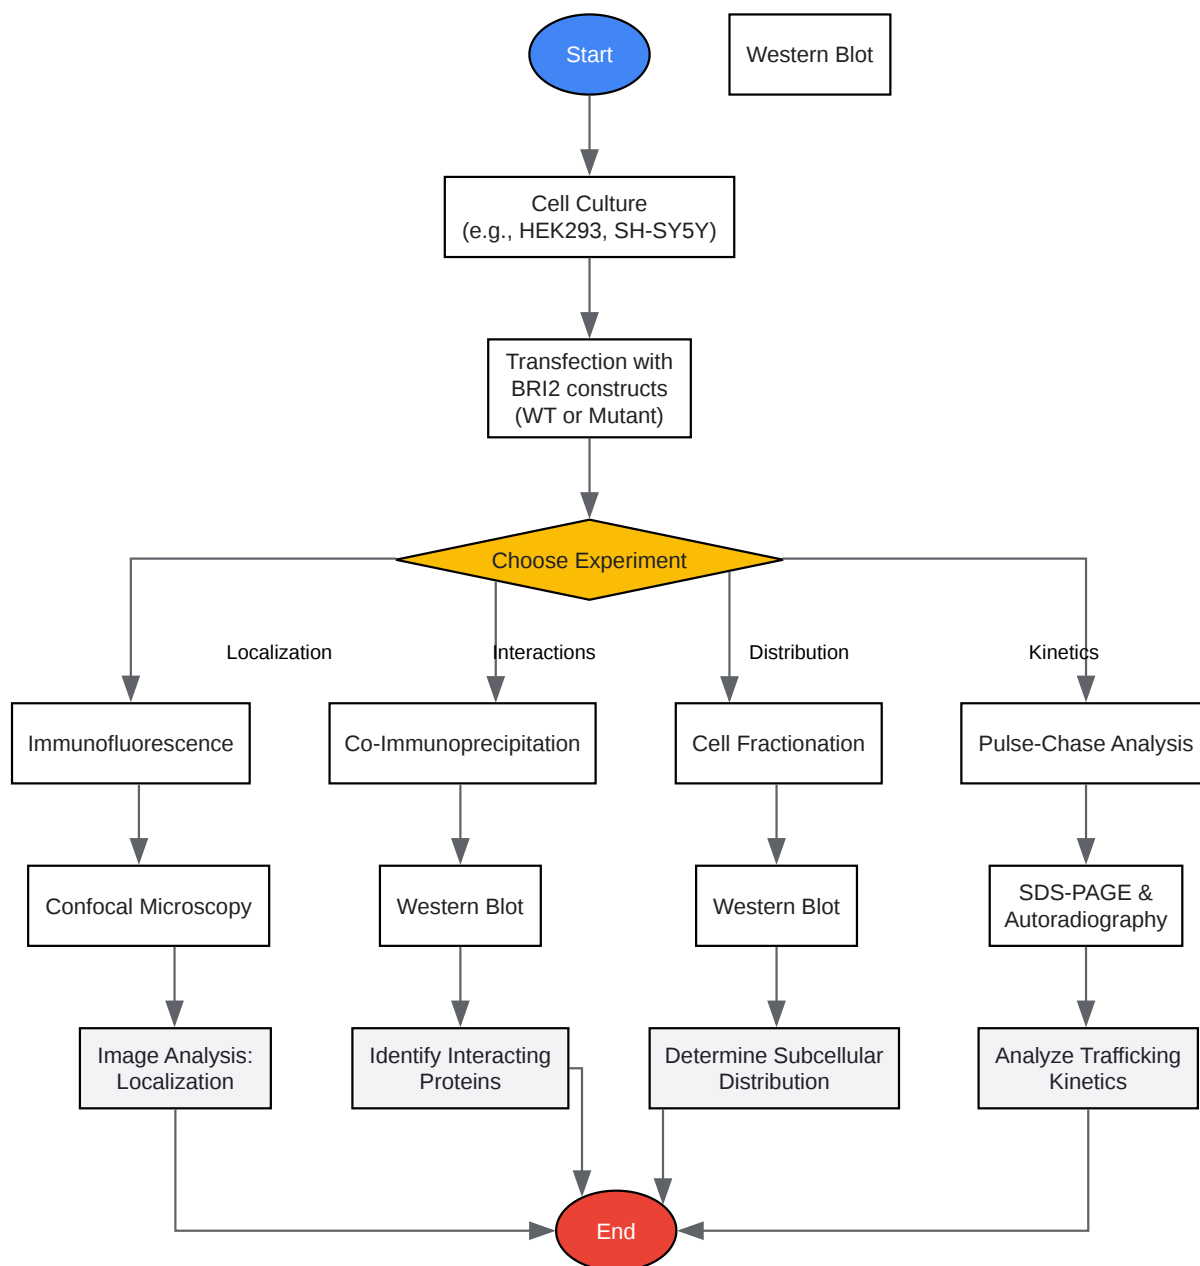 Start
Western Blot
Cell Culture
(e.g., HEK293, SH-SY5Y)
Transfection with
BRI2 constructs
(WT or Mutant)
Choose Experiment
Localization
Interactions
Distribution
Kinetics
Immunofluorescence
Co-Immunoprecipitation
Cell Fractionation
Pulse-Chase Analysis
Confocal Microscopy
Western Blot
Western Blot
SDS-PAGE &
Autoradiography
Image Analysis:
Localization
Identify Interacting
Proteins
Determine Subcellular
Distribution
Analyze Trafficking
Kinetics
End